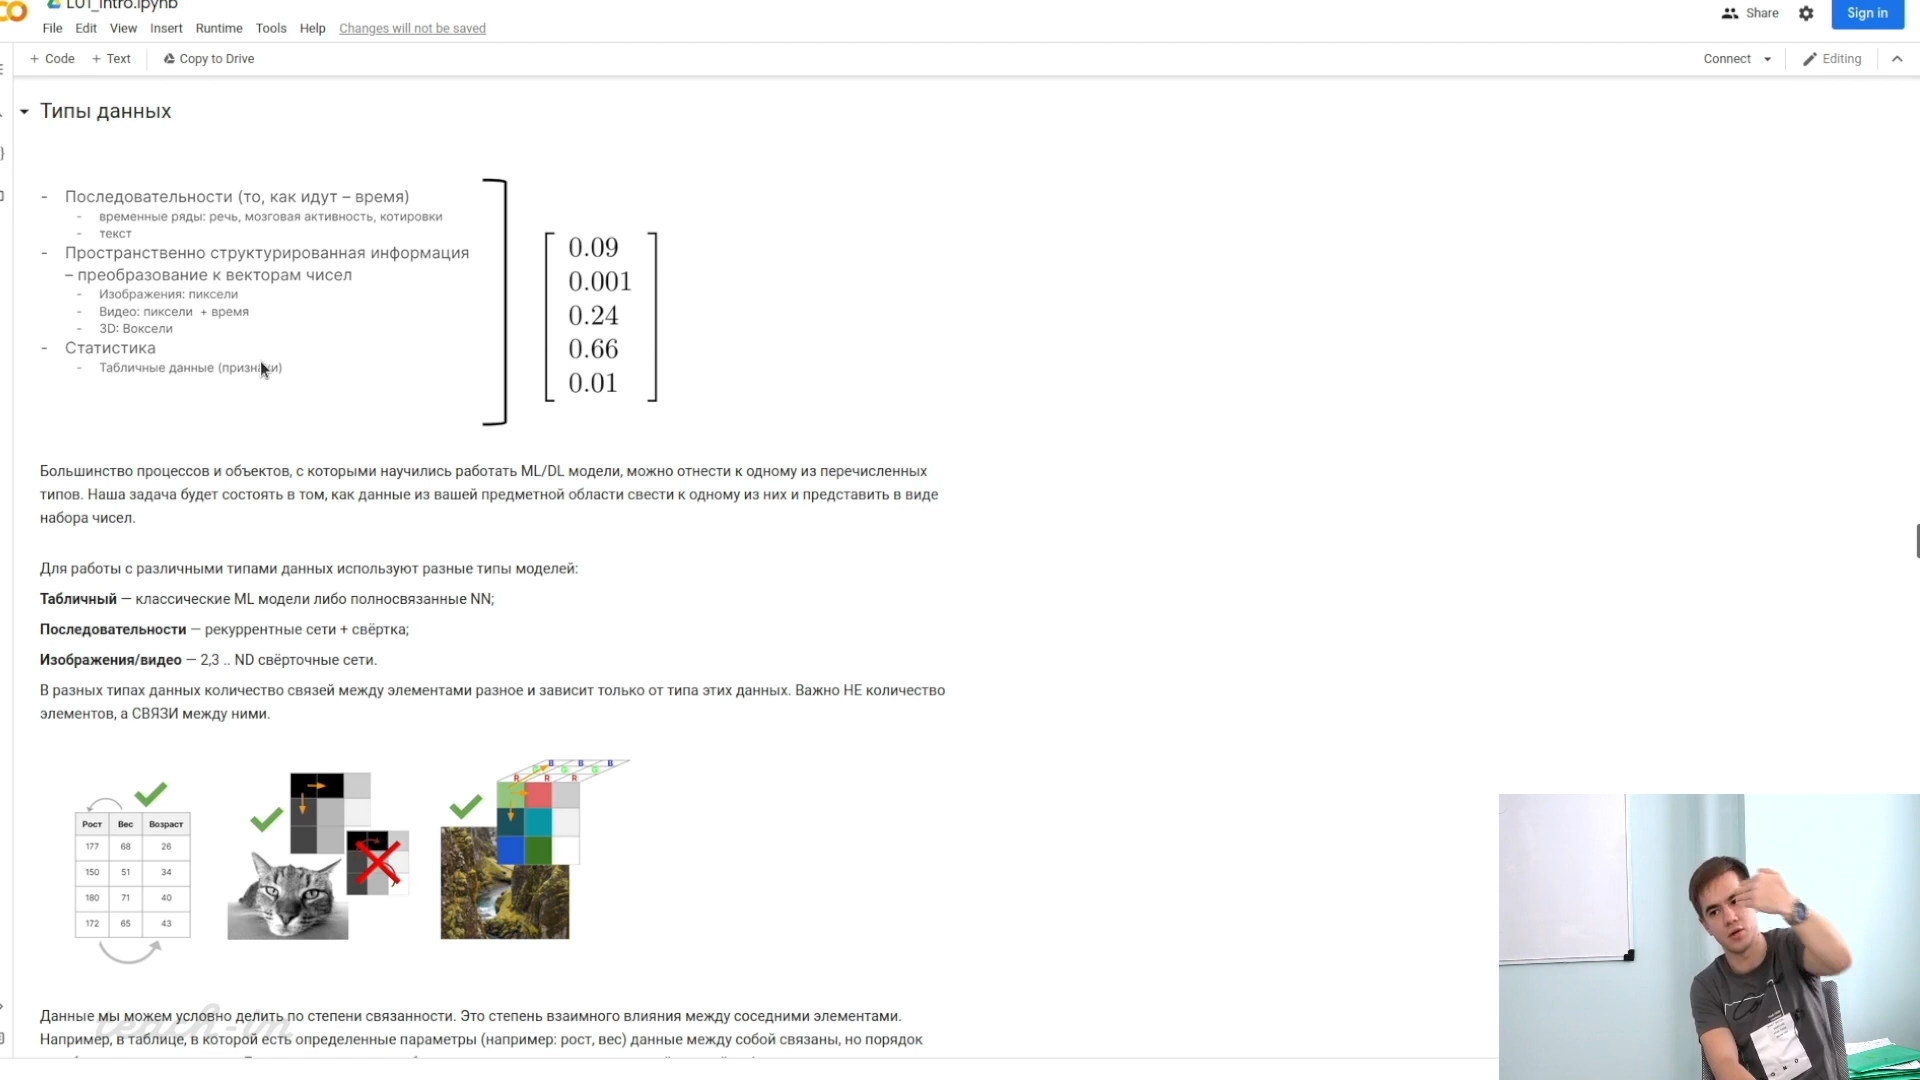 L01_intro.ipynb
File Edit View Insert Runtime Tools Help Changes will not be saved
Share
Sign in
+ Code + Text Copy to Drive
Connect
Editing
Типы данных
- Последовательности (то, как идут – время)
- временные ряды: речь, мозговая активность, котировки
- текст
- Пространственно структурированная информация
– преобразование к векторам чисел
- Изображения: пиксели
- Видео: пиксели + время
- 3D: Воксели
- Статистика
- Табличные данные (признаки)
0.09
0.001
0.24
0.66
0.01
Большинство процессов и объектов, с которыми научились работать ML/DL модели, можно отнести к одному из перечисленных
типов. Наша задача будет состоять в том, как данные из вашей предметной области свести к одному из них и представить в виде
набора чисел.
Для работы с различными типами данных используют разные типы моделей:
Табличный — классические ML модели либо полносвязанные NN;
Последовательности — рекуррентные сети + свёртка;
Изображения/видео — 2,3 .. ND свёрточные сети.
В разных типах данных количество связей между элементами разное и зависит только от типа этих данных. Важно НЕ количество
элементов, а СВЯЗИ между ними.
Рост Вес Возраст
177 68 26
150 51 34
180 71 40
172 65 43
B B B
G G G
R R R
Данные мы можем условно делить по степени связанности. Это степень взаимного влияния между соседними элементами.
teach-in
Например, в таблице, в которой есть определенные параметры (например: рост, вес) данные между собой связаны, но порядок